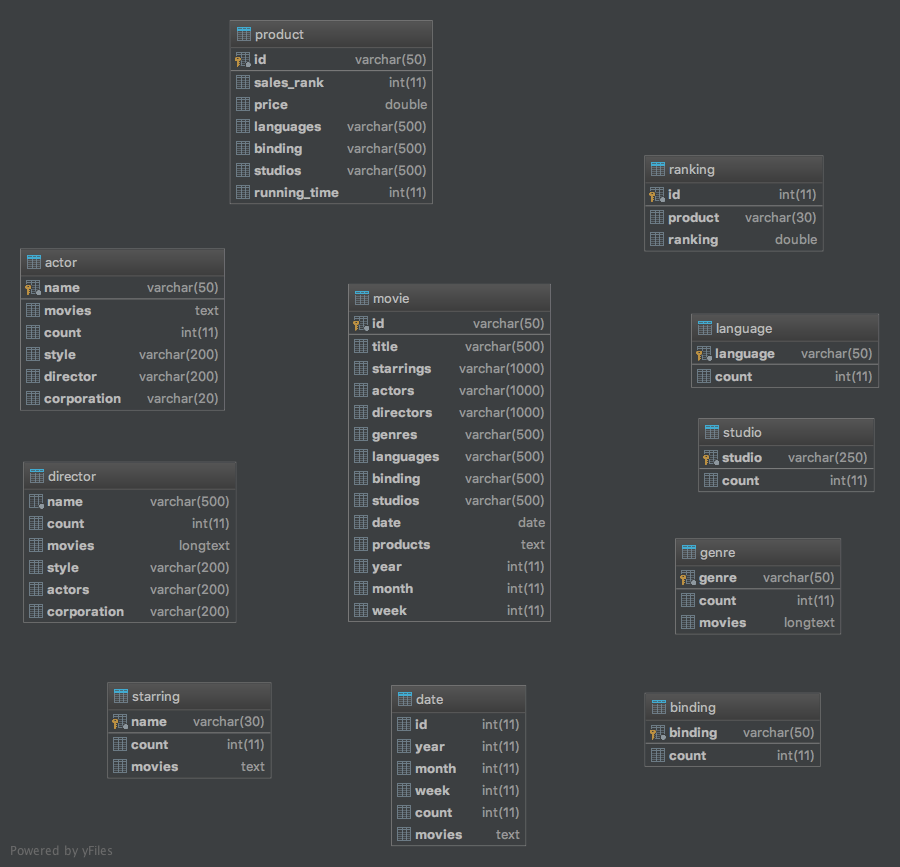 product
id varchar(50)
sales_rank int(11)
price double
languages varchar(500)
binding varchar(500)
studios varchar(500)
running_time int(11)
ranking
id int(11)
product varchar(30)
ranking double
actor
name varchar(50)
movies text
count int(11)
style varchar(200)
director varchar(200)
corporation varchar(20)
movie
id varchar(50)
title varchar(500)
starrings varchar(1000)
actors varchar(1000)
directors varchar(1000)
genres varchar(500)
languages varchar(500)
binding varchar(500)
studios varchar(500)
date date
products text
year int(11)
month int(11)
week int(11)
language
language varchar(50)
count int(11)
studio
studio varchar(250)
count int(11)
director
name varchar(500)
count int(11)
movies longtext
style varchar(200)
actors varchar(200)
corporation varchar(200)
genre
genre varchar(50)
count int(11)
movies longtext
starring
name varchar(30)
count int(11)
movies text
date
id int(11)
year int(11)
month int(11)
week int(11)
count int(11)
movies text
binding
binding varchar(50)
count int(11)
Powered by yFiles